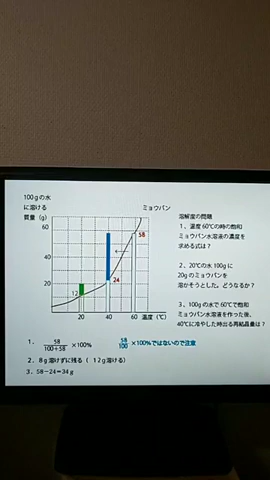 100gの水
に溶ける
質量(g)
ミョウバン
60
40
20
58
24
12
20
40
60
温度(℃)
溶解度の問題
1、温度60℃の時の飽和
ミョウバン水溶液の濃度を
求める式は?
2、20℃の水100gに
20gのミョウバンを
溶かそうとした。どうなるか?
3、100gの水で60℃で飽和
ミョウバン水溶液を作った後、
40℃に冷やした時出る再結晶量は?
1. 58/100+58 ×100% 58/100 ×100%ではないので注意
2. 8g溶けずに残る(12g溶ける)
3. 58-24=34g